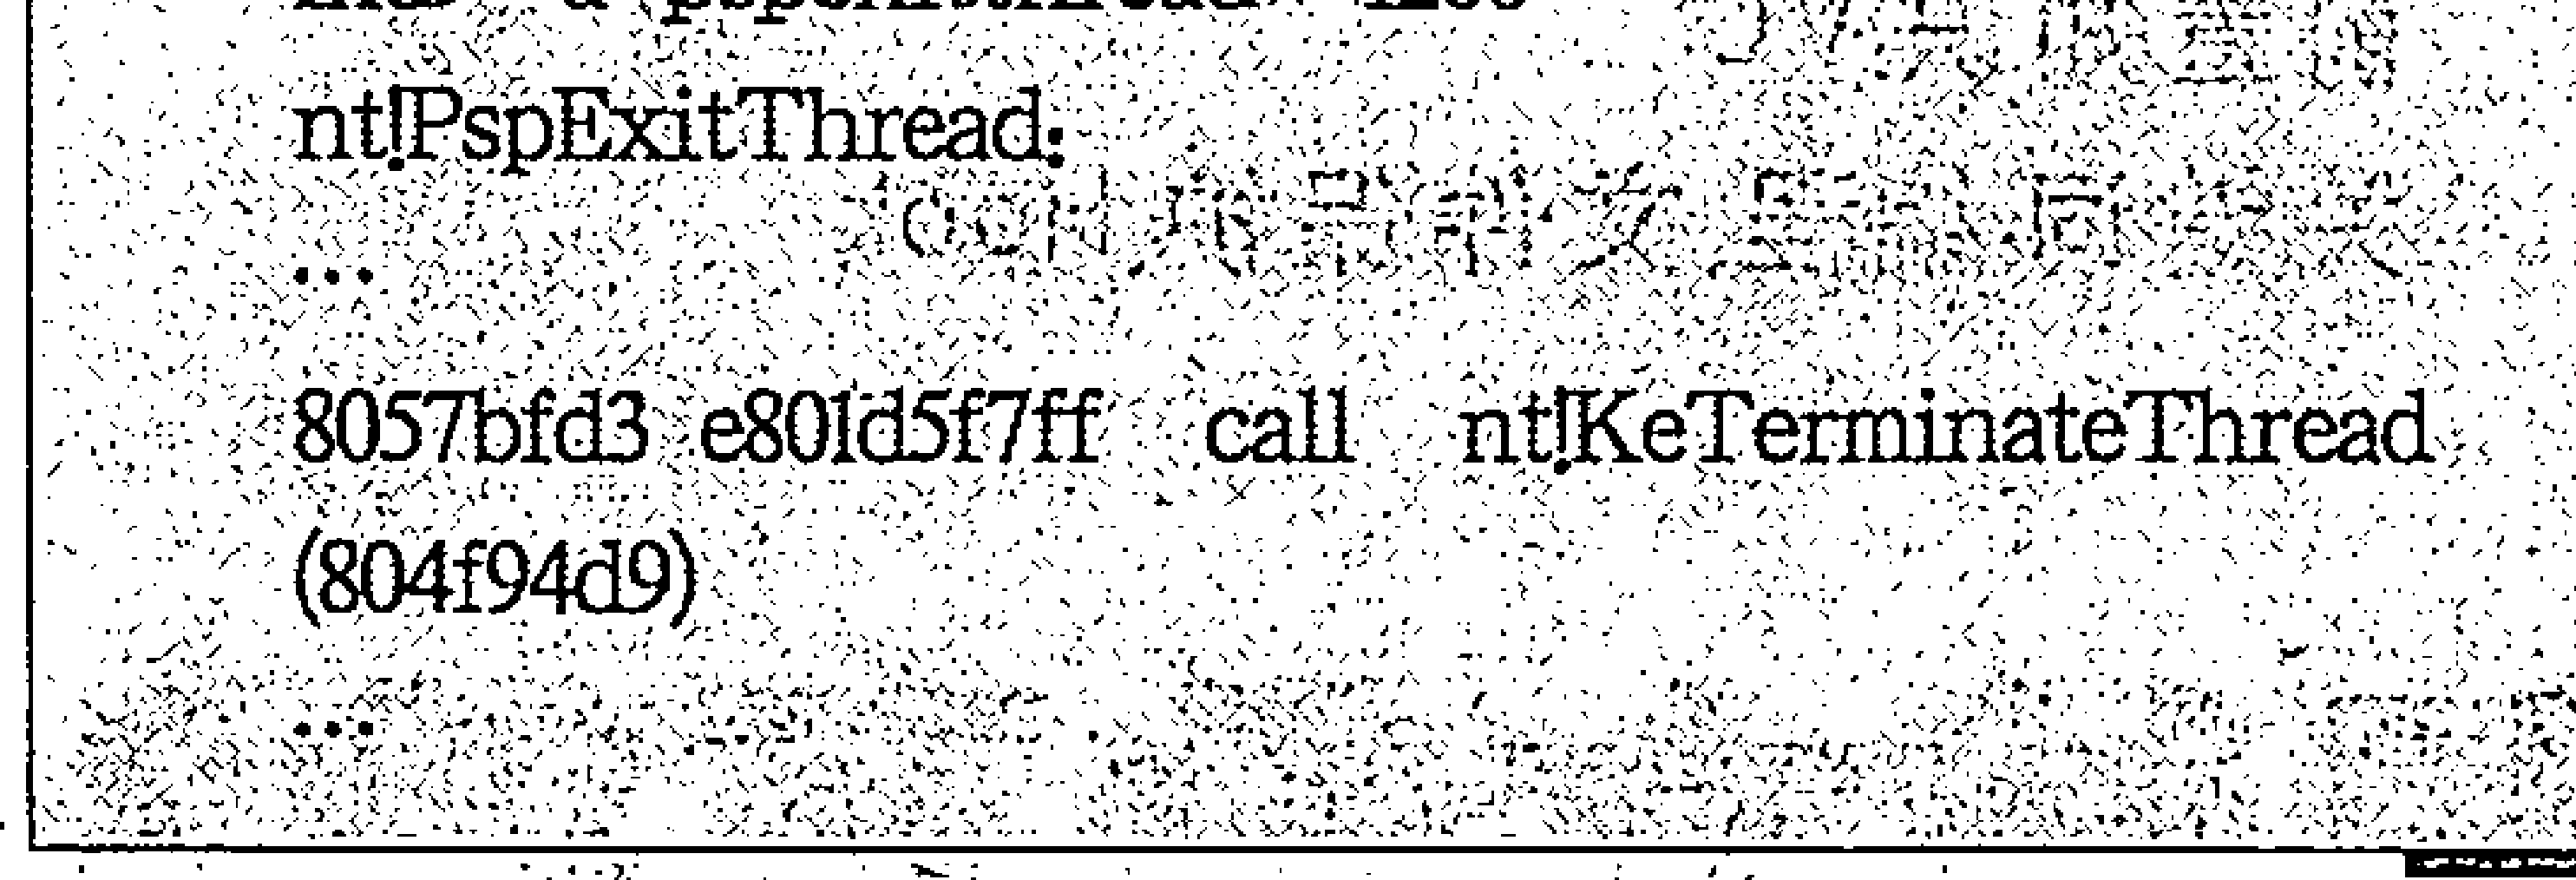 nt!PspExitThread:
...
8057bfd3 e801d5f7ff call nt!KeTerminateThread
(804f94d9)
...